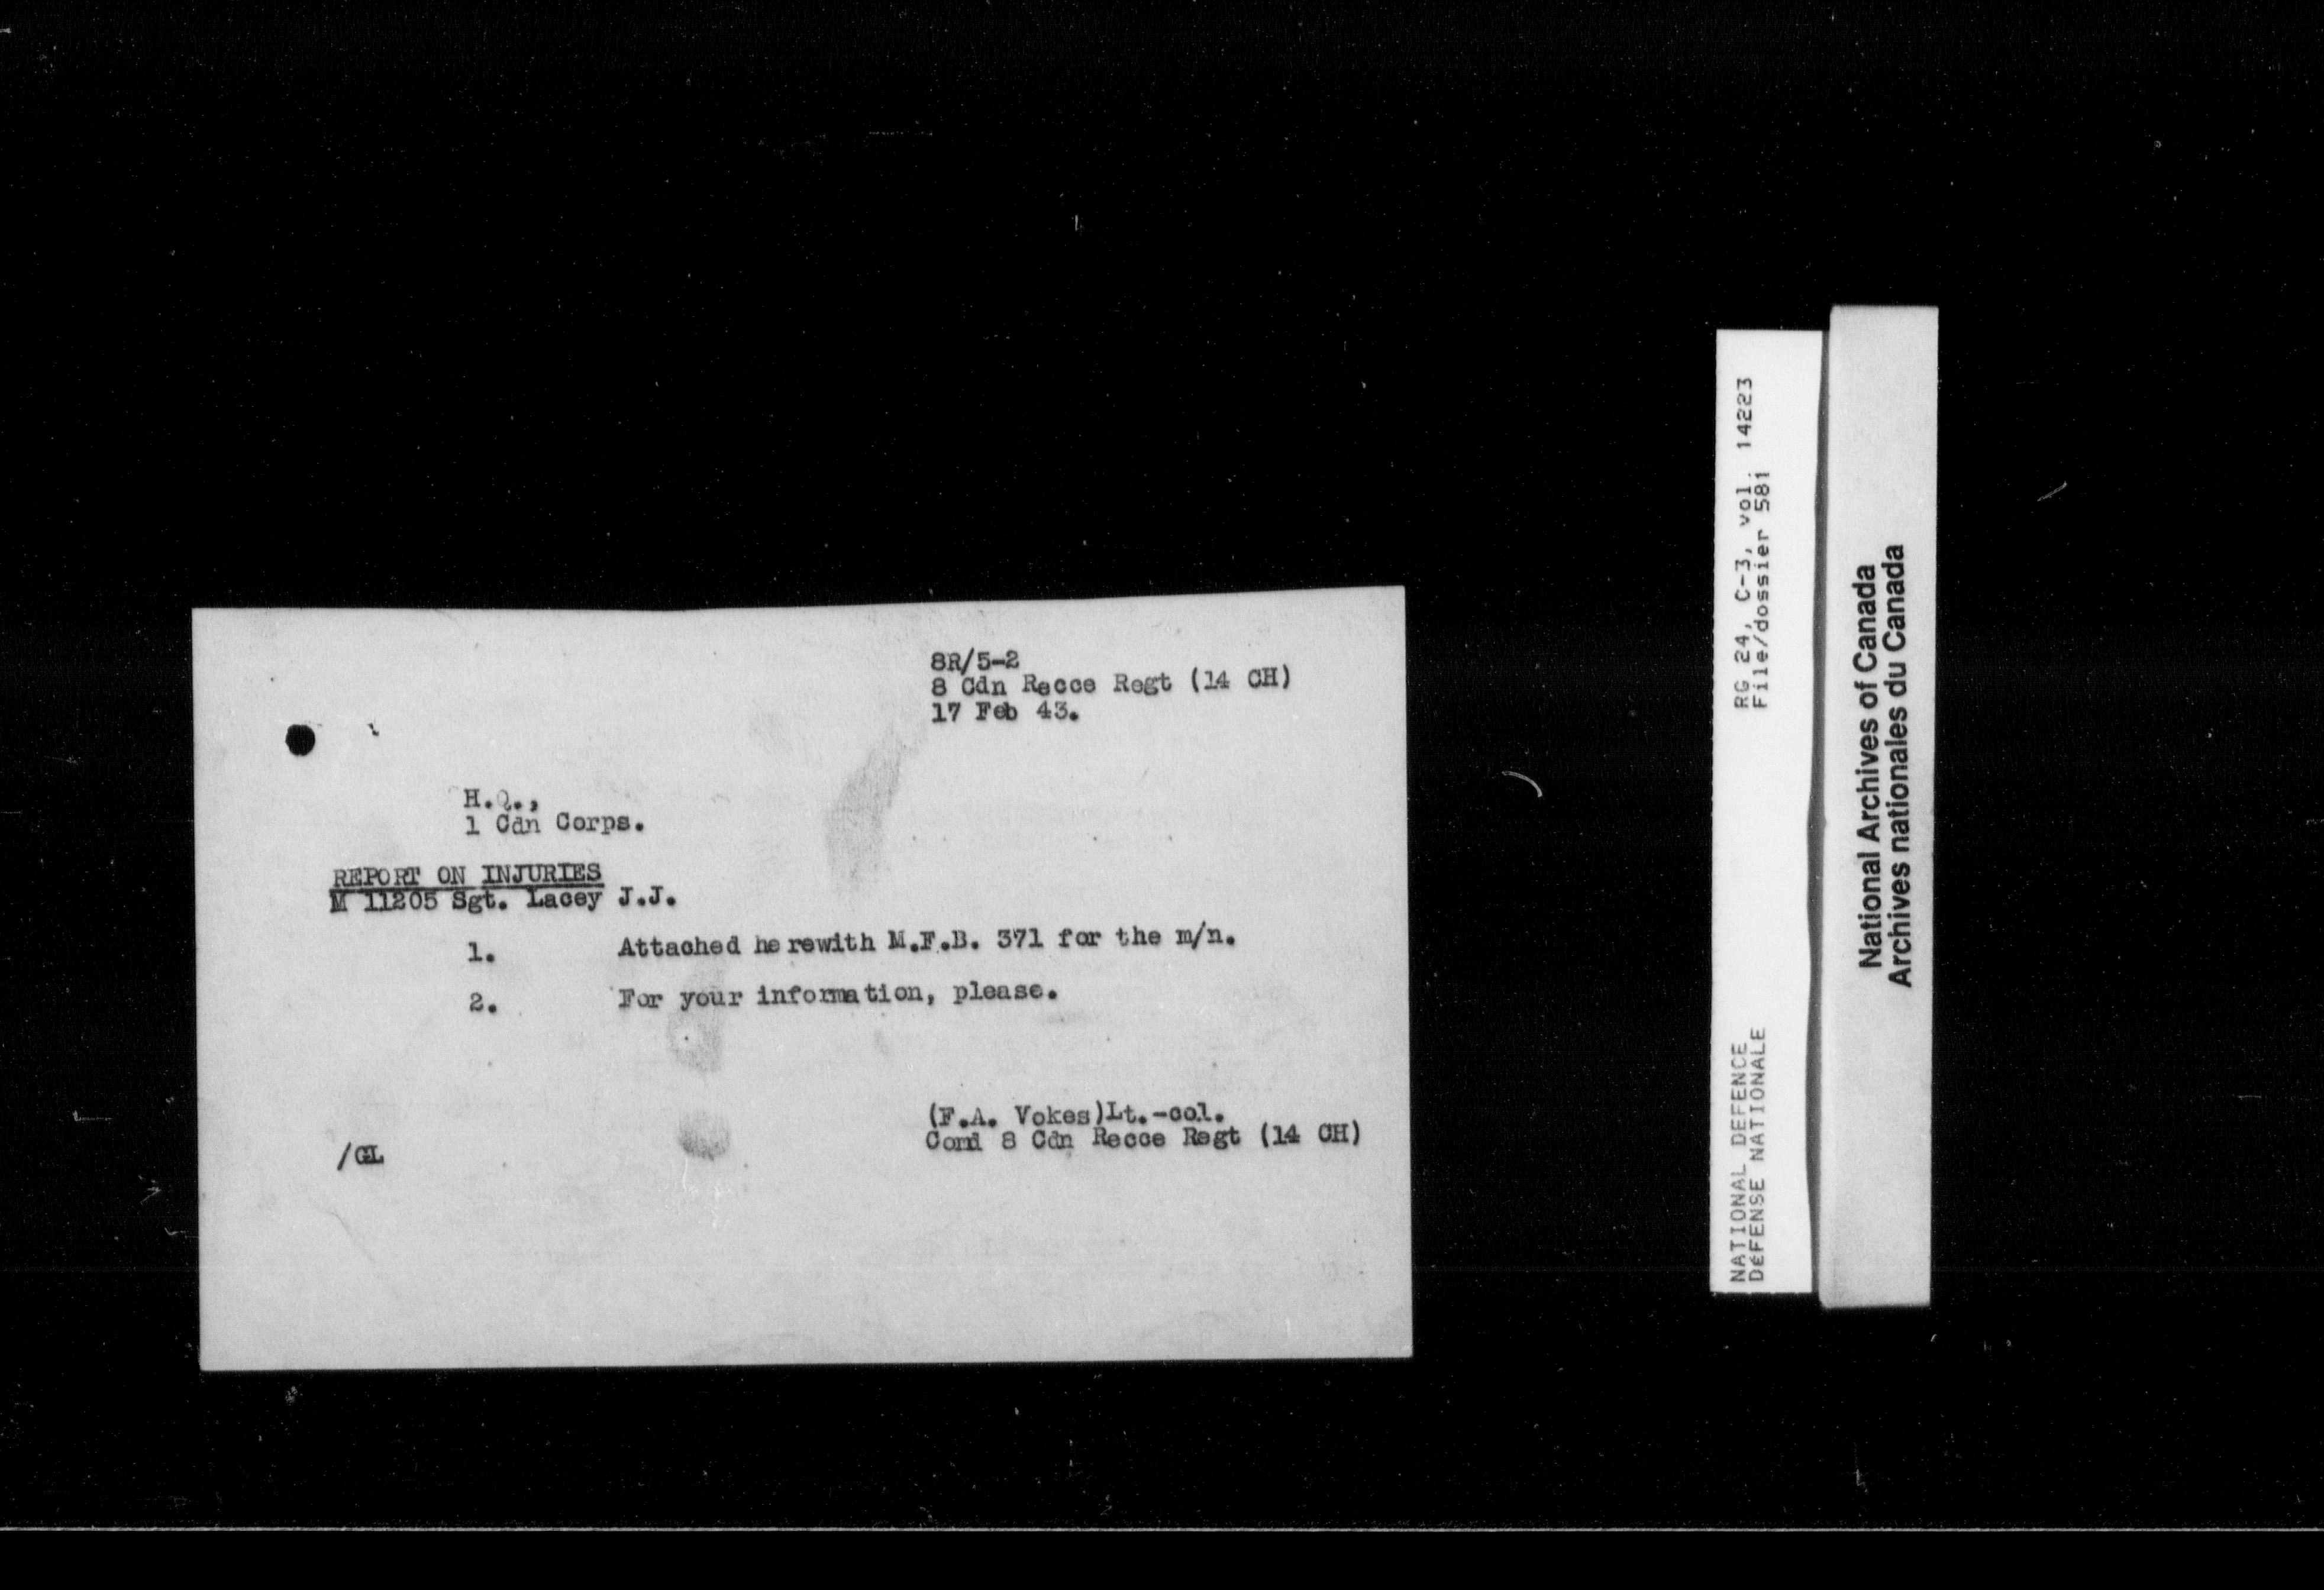 8R/5-2
8 Cdn Recce Regt (14 CH)
17 Feb 43.
H.Q.,
1 Cdn Corps.
REPORT ON INJURIES
M 11205 Sgt. Lacey J.J.
1. Attached herewith M.F.B. 371 for the m/n.
2. For your information, please.
(F.A. Vokes)Lt.-col.
Comd 8 Cdn Recce Regt (14 CH)
/GL
NATIONAL DEFENCE RG 24, C-3, vol. 14223
DéFENSE NATIONALE File/dossier 581
National Archives of Canada
Archives nationales du Canada